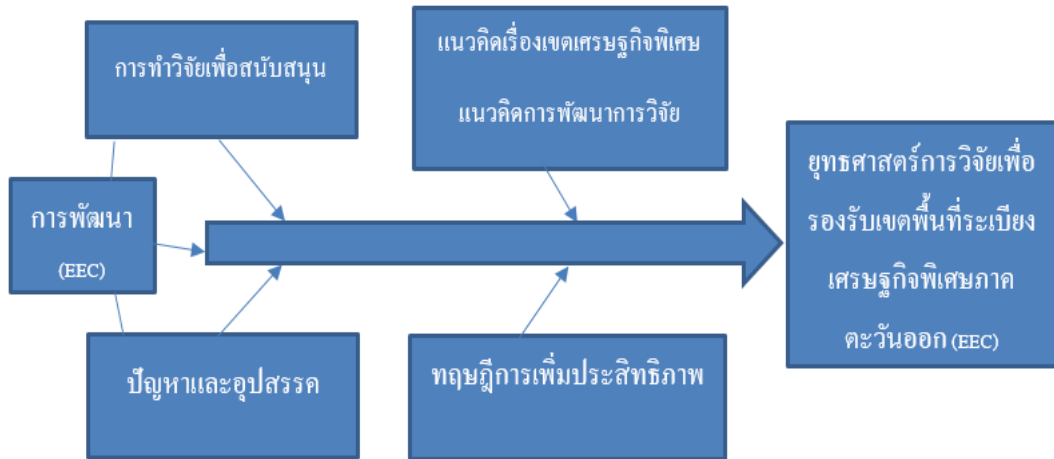 การทำวิจัยเพื่อสนับสนุน
แนวคิดเรื่องเขตเศรษฐกิจพิเศษ
แนวคิดการพัฒนาการวิจัย
การพัฒนา
(EEC)
ยุทธศาสตร์การวิจัยเพื่อ
รองรับเขตพื้นที่ระเบียง
เศรษฐกิจพิเศษภาค
ตะวันออก (EEC)
ปัญหาและอุปสรรค
ทฤษฎีการเพิ่มประสิทธิภาพ